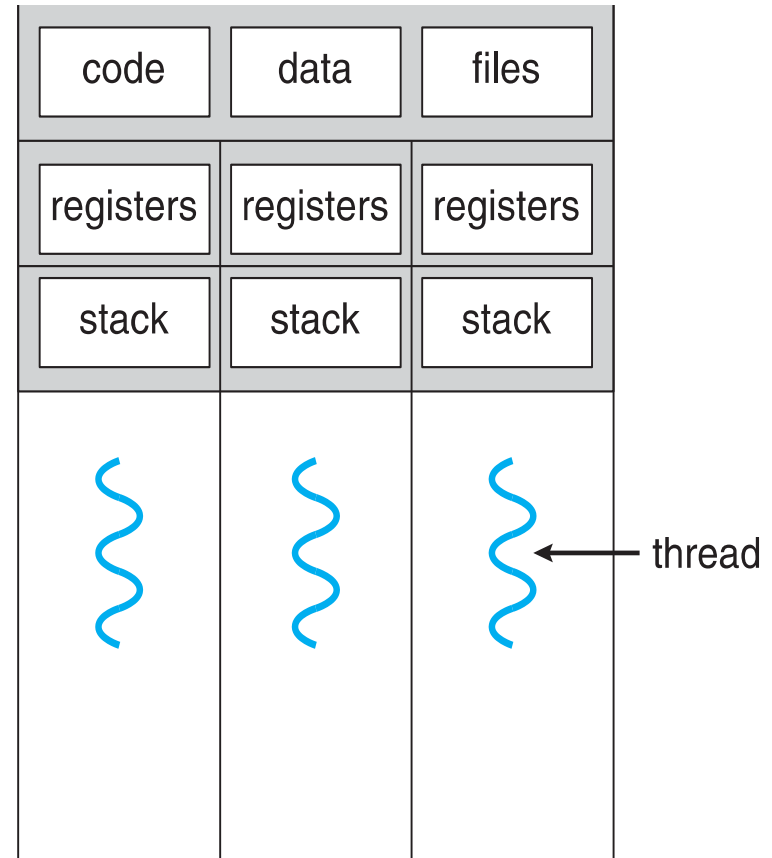 code data files
registers registers registers
stack stack stack
thread